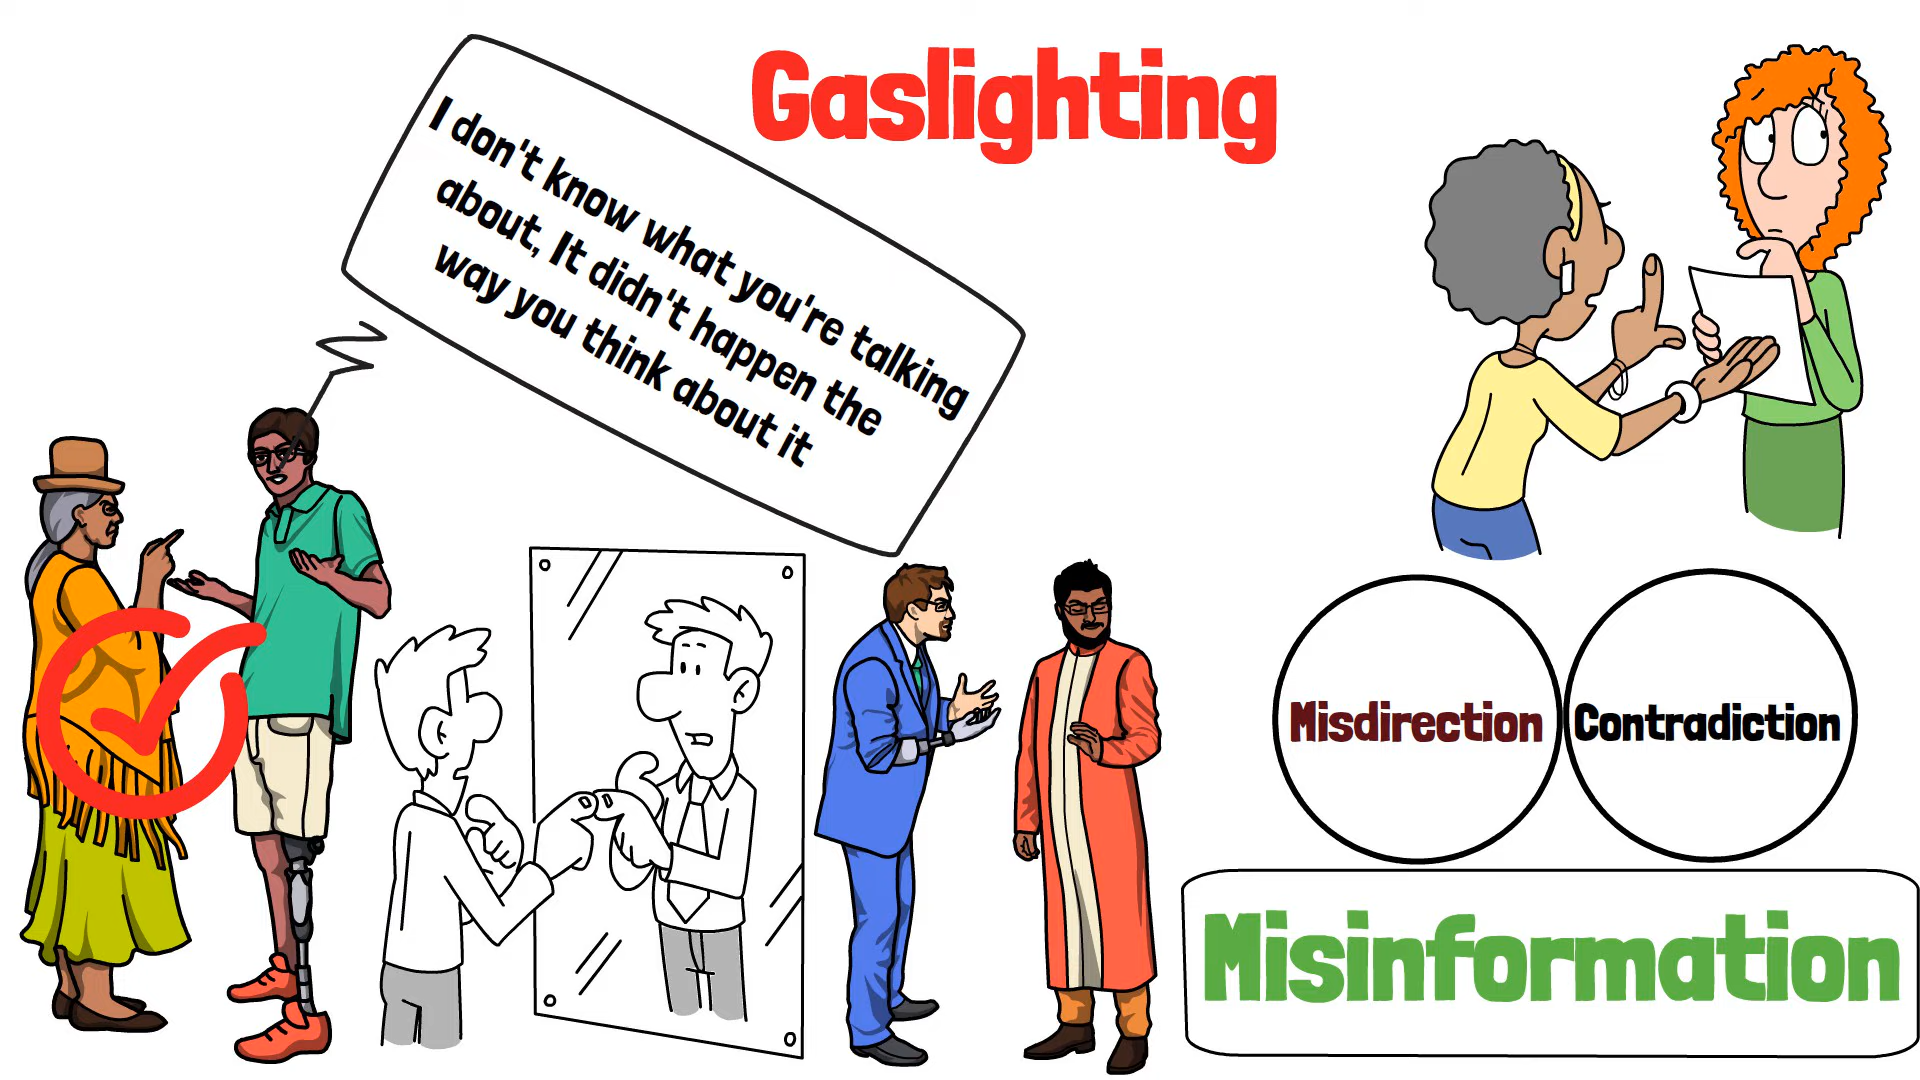 Gaslighting
I don't know what you're talking
about, It didn't happen the
way you think about it
Misdirection
Contradiction
Misinformation